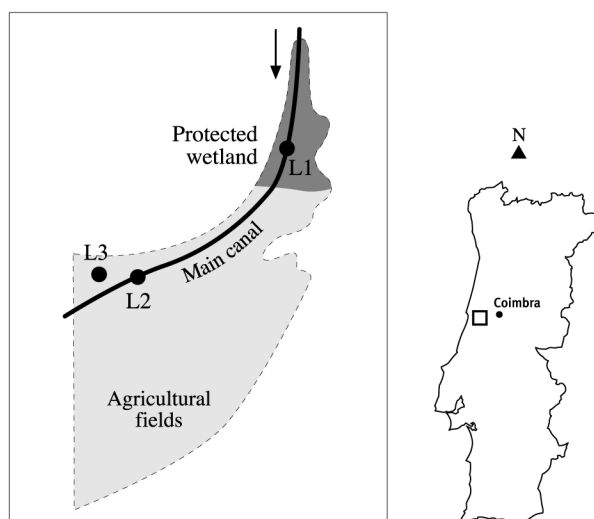 Protected
wetland
L1
Main canal
L3
L2
Agricultural
fields
N
Coimbra